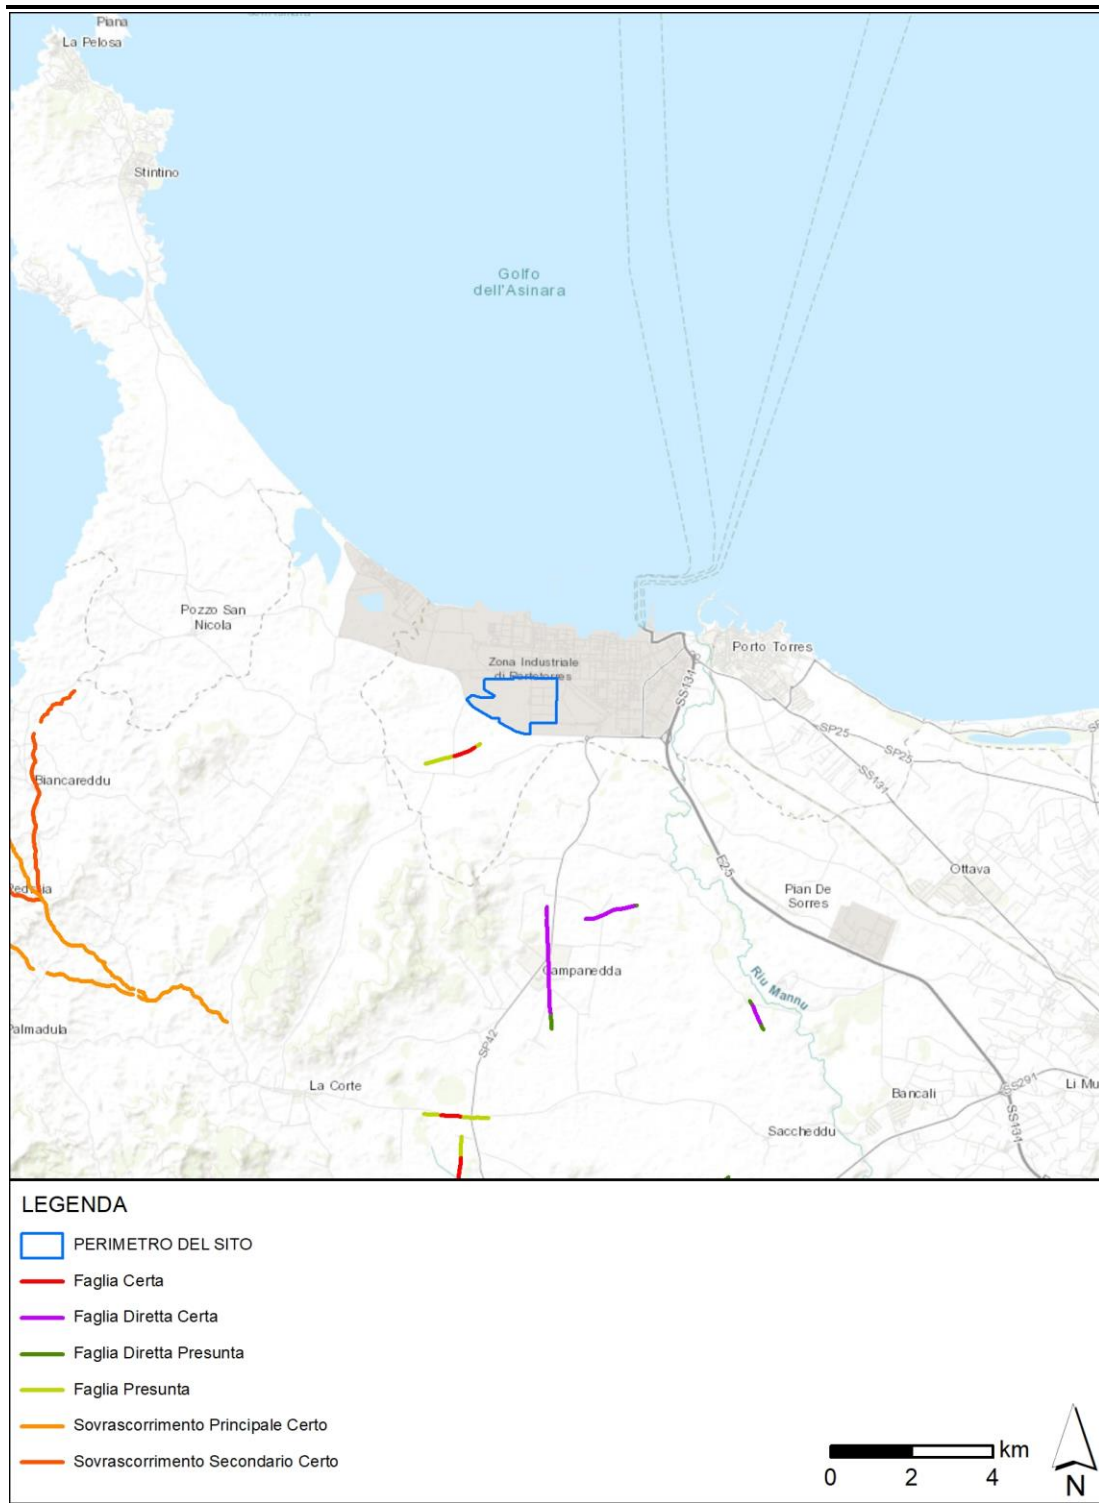 Piana
La Pelosa
Stintino
Golfo
dell'Asinara
Pozzo San
Nicola
Zona Industriale
di Portotorres
Porto Torres
SS131
SP25
SP25
SS131
Biancareddu
E25
Ottava
Pian De
Sorres
Campanedda
Riu Mannu
Palmadula
SP42
La Corte
SS291
Li Mu
Bancali
SS131
Saccheddu
LEGENDA
PERIMETRO DEL SITO
Faglia Certa
Faglia Diretta Certa
Faglia Diretta Presunta
Faglia Presunta
Sovrascorrimento Principale Certo
Sovrascorrimento Secondario Certo
km
0 2 4
N